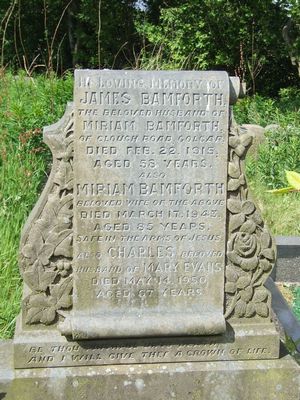 In Loving Memory of
JAMES BAMFORTH.
THE BELOVED HUSBAND OF
MIRIAM BAMFORTH.
OF CLOUGH ROAD, GOLCAR.
DIED FEB. 22, 1915.
AGED 58 YEARS.
ALSO
MIRIAM BAMFORTH
BELOVED WIFE OF THE ABOVE
DIED MARCH 17, 1943.
AGED 85 YEARS.
SAFE IN THE ARMS OF JESUS
ALSO CHARLES BELOVED
HUSBAND OF MARY EVANS
DIED MAY 14, 1950
AGED 67 YEARS
BE THOU
AND I WILL GIVE THEE A CROWN OF LIFE.